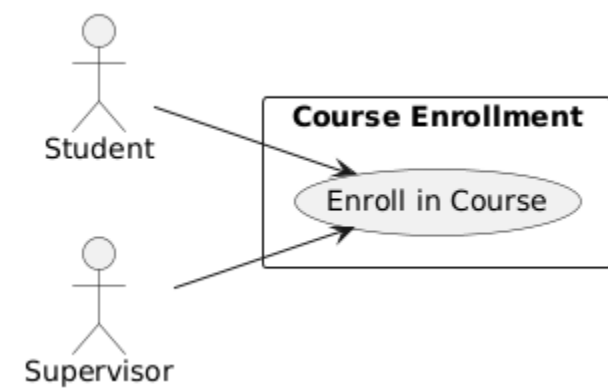 Student
Course Enrollment
Enroll in Course
Supervisor